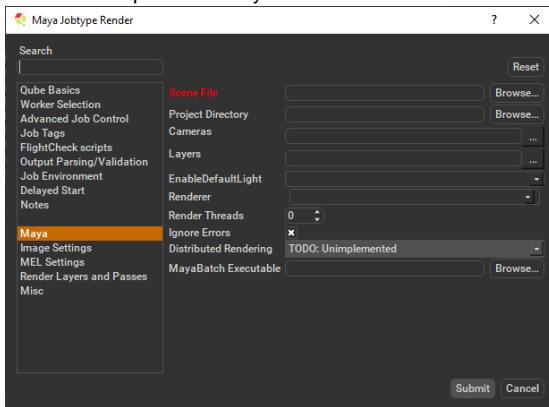 Maya Jobtype Render
? ×
Search
Reset
Qube Basics
Worker Selection
Advanced Job Control
Job Tags
FlightCheck scripts
Output Parsing/Validation
Job Environment
Delayed Start
Notes
Maya
Image Settings
MEL Settings
Render Layers and Passes
Misc
Scene File Browse...
Project Directory Browse...
Cameras ...
Layers ...
EnableDefaultLight
Renderer
Render Threads 0
Ignore Errors
Distributed Rendering TODO: Unimplemented
MayaBatch Executable Browse...
Submit Cancel